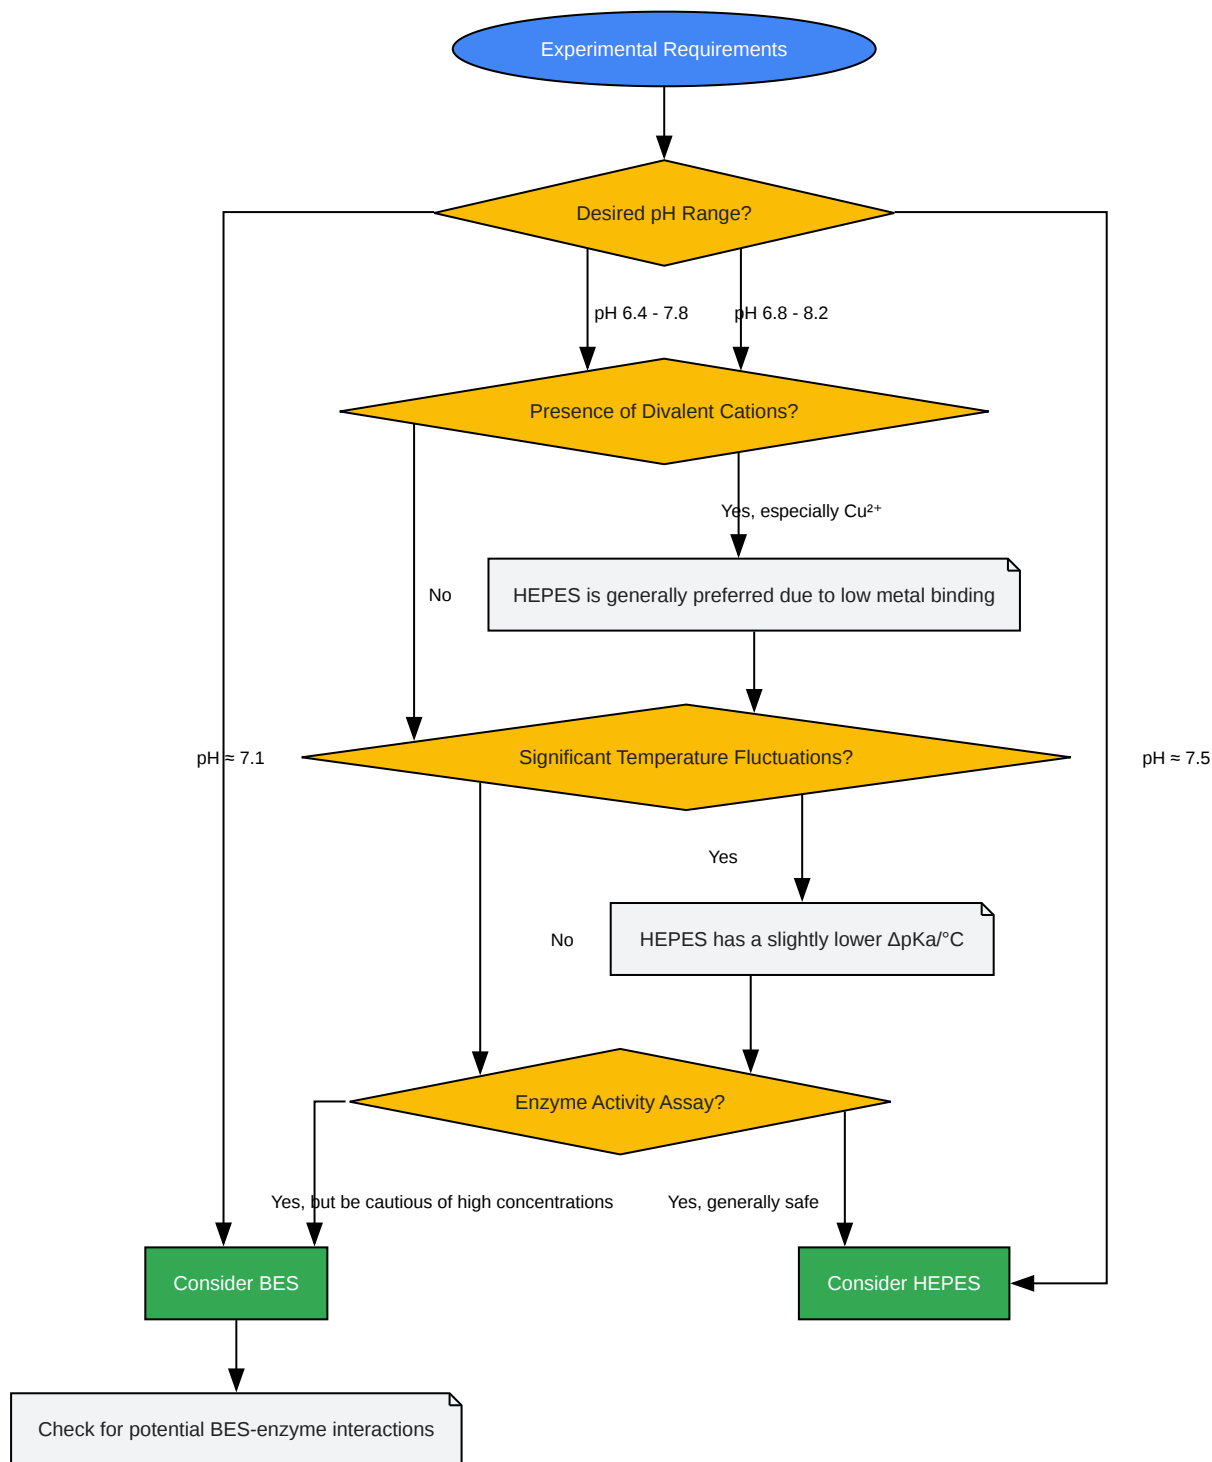 Experimental Requirements
Desired pH Range?
pH 6.4 - 7.8
pH 6.8 - 8.2
Presence of Divalent Cations?
Yes, especially Cu²⁺
No
HEPES is generally preferred due to low metal binding
pH ≈ 7.1
Significant Temperature Fluctuations?
pH ≈ 7.5
Yes
No
HEPES has a slightly lower ΔpKa/°C
Enzyme Activity Assay?
Yes, but be cautious of high concentrations
Yes, generally safe
Consider BES
Consider HEPES
Check for potential BES-enzyme interactions